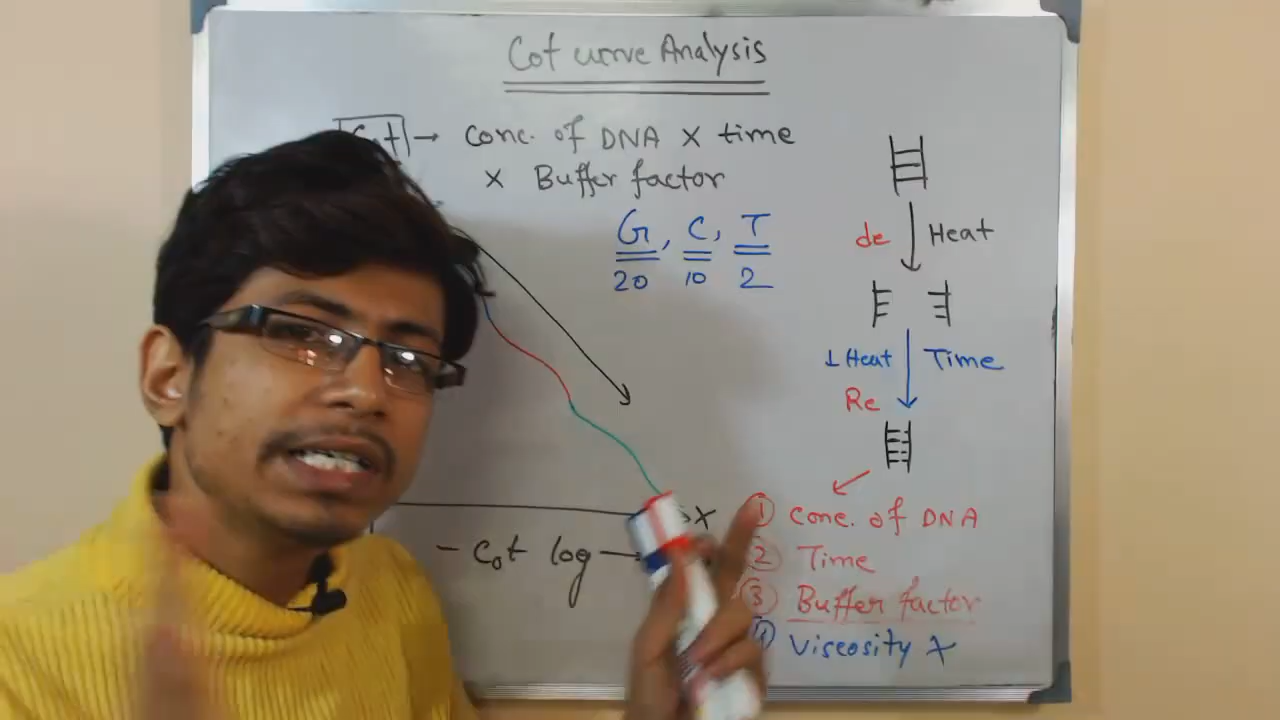 Cot curve Analysis
Cot → Conc. of DNA X time
X Buffer factor
G, C, T
20 10 2
de Heat
↓ Heat Time
Re
X
- Cot log →
① Conc. of DNA
② Time
③ Buffer factor
④ Viscosity X